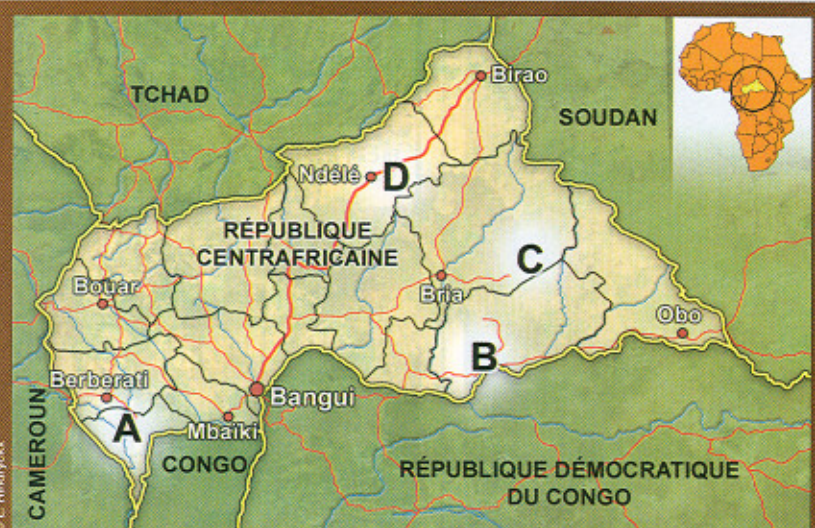 TCHAD
Birao
SOUDAN
Ndélé
D
RÉPUBLIQUE
CENTRAFRICAINE
C
Bouar
Bria
Obo
B
Berberati
Bangui
A
Mbaïki
CAMEROUN
CONGO
RÉPUBLIQUE DÉMOCRATIQUE
DU CONGO